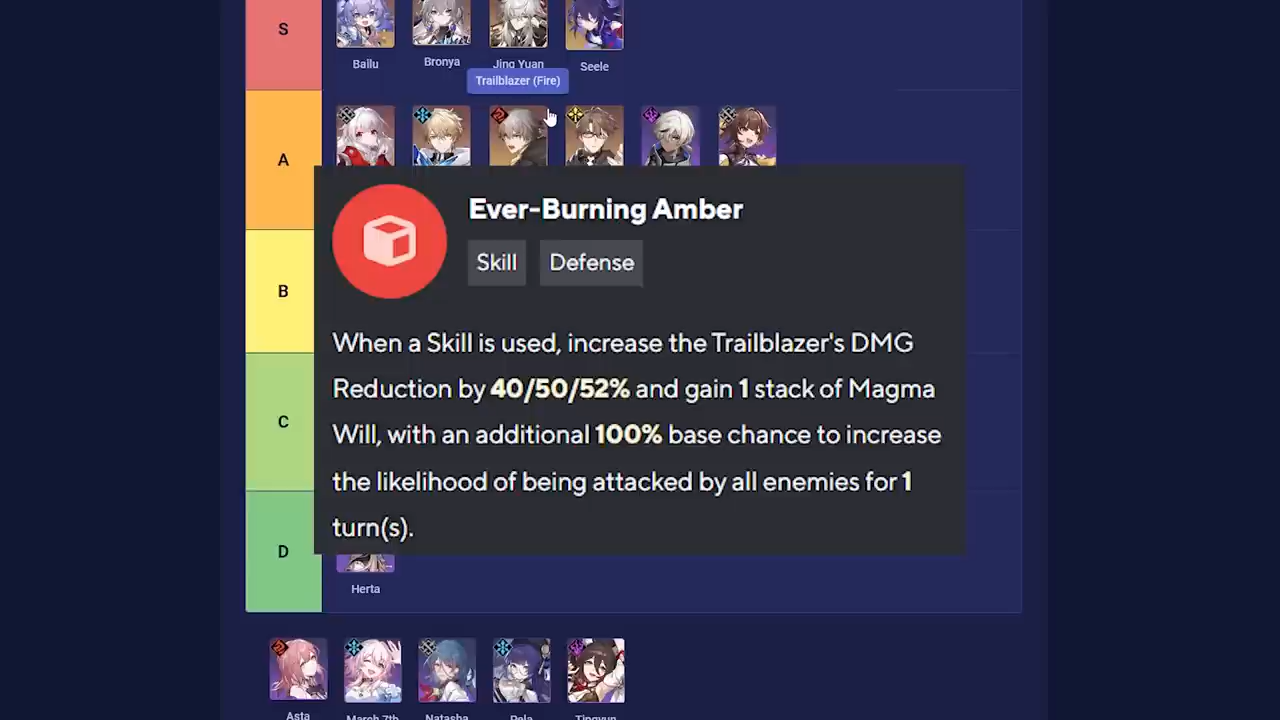 S
Bailu
Bronya
Jing Yuan
Seele
Trailblazer (Fire)
A
Ever-Burning Amber
Skill
Defense
B
When a Skill is used, increase the Trailblazer's DMG
Reduction by 40/50/52% and gain 1 stack of Magma
C
Will, with an additional 100% base chance to increase
the likelihood of being attacked by all enemies for 1
turn(s).
D
Herta
Asta
March 7th
Natasha
Pela
Tingyun